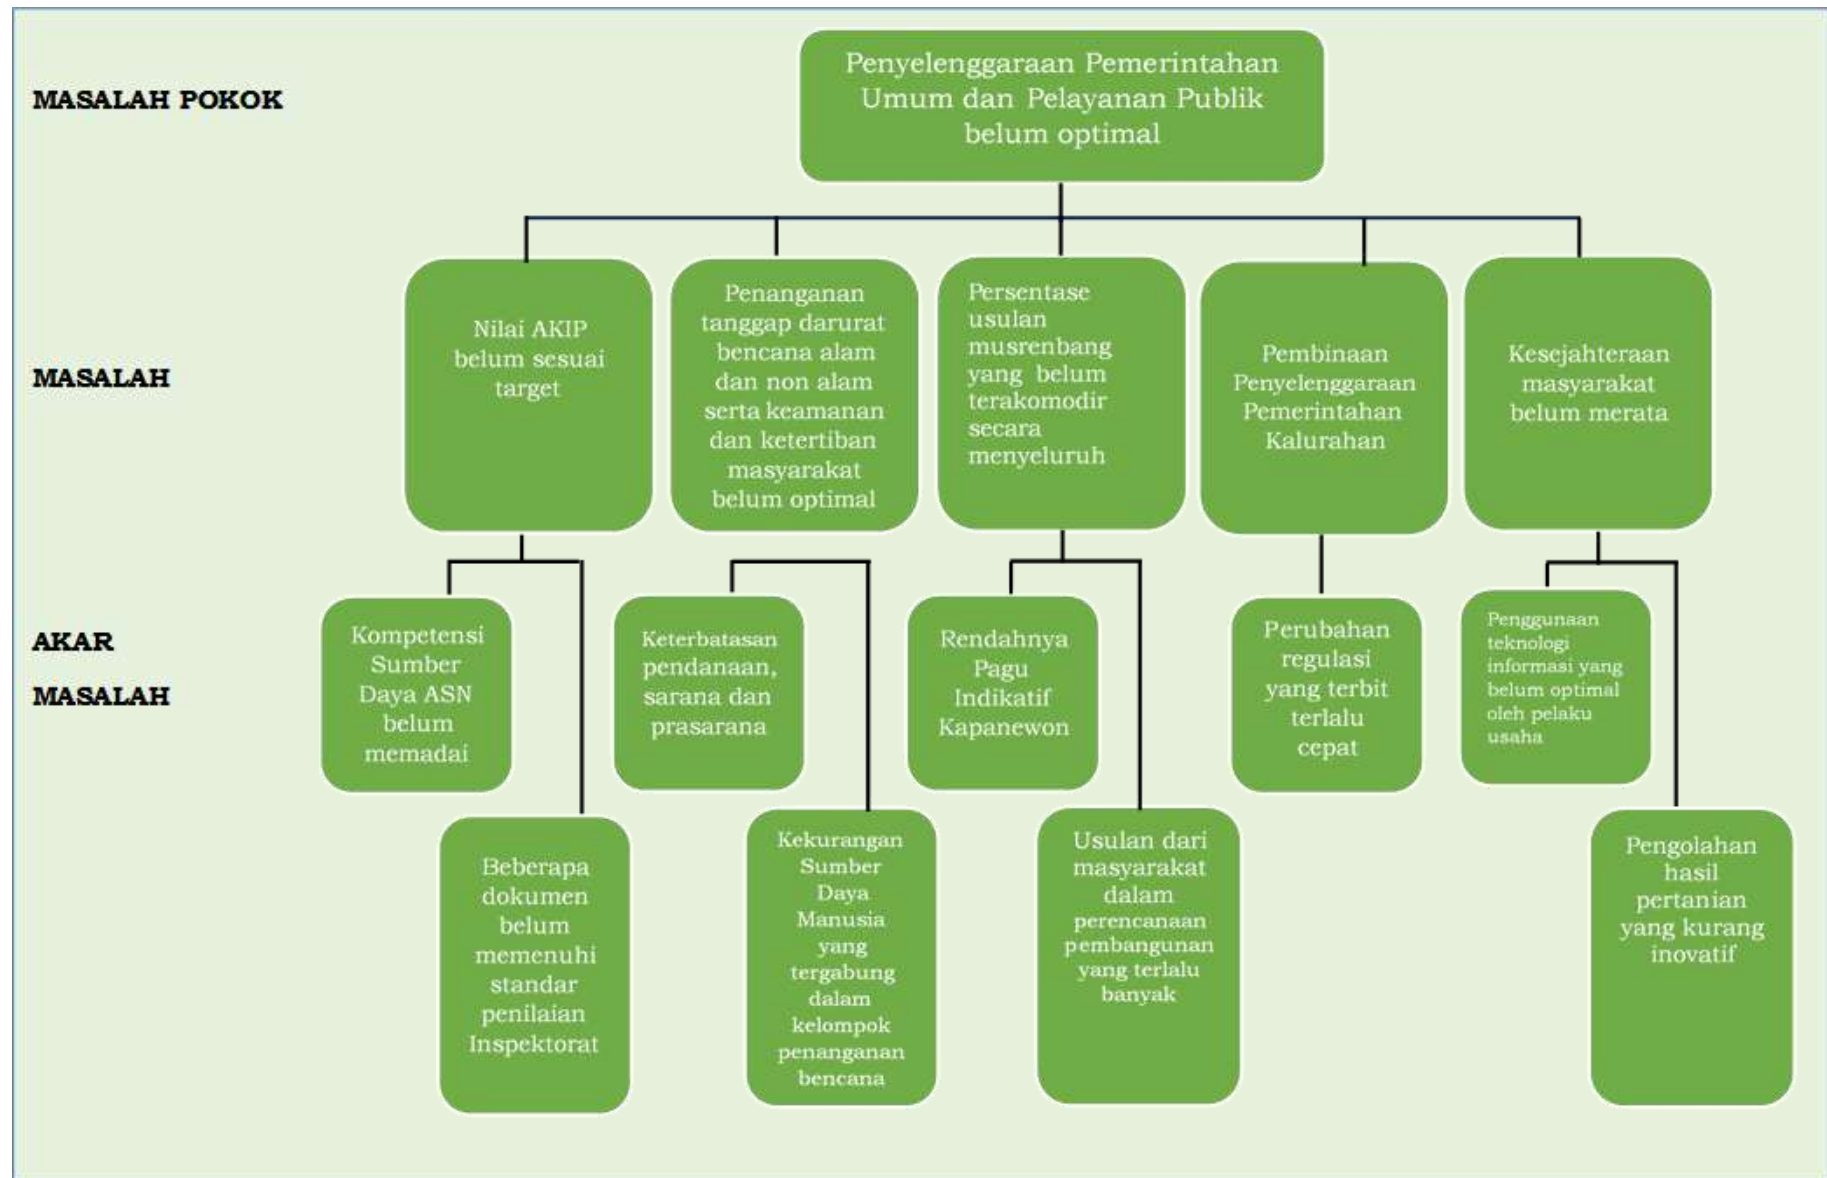 MASALAH POKOK
Penyelenggaraan Pemerintahan
Umum dan Pelayanan Publik
belum optimal
MASALAH
Nilai AKIP
belum sesuai
target
Penanganan
tanggap darurat
bencana alam
dan non alam
serta keamanan
dan ketertiban
masyarakat
belum optimal
Persentase
usulan
musrenbang
yang belum
terakomodir
secara
menyeluruh
Pembinaan
Penyelenggaraan
Pemerintahan
Kalurahan
Kesejahteraan
masyarakat
belum merata
AKAR
MASALAH
Kompetensi
Sumber
Daya ASN
belum
memadai
Keterbatasan
pendanaan,
sarana dan
prasarana
Rendahnya
Pagu
Indikatif
Kapanewon
Perubahan
regulasi
yang terbit
terlalu
cepat
Penggunaan
teknologi
informasi yang
belum optimal
oleh pelaku
usaha
Beberapa
dokumen
belum
memenuhi
standar
penilaian
Inspektorat
Kekurangan
Sumber
Daya
Manusia
yang
tergabung
dalam
kelompok
penanganan
bencana
Usulan dari
masyarakat
dalam
perencanaan
pembangunan
yang terlalu
banyak
Pengolahan
hasil
pertanian
yang kurang
inovatif